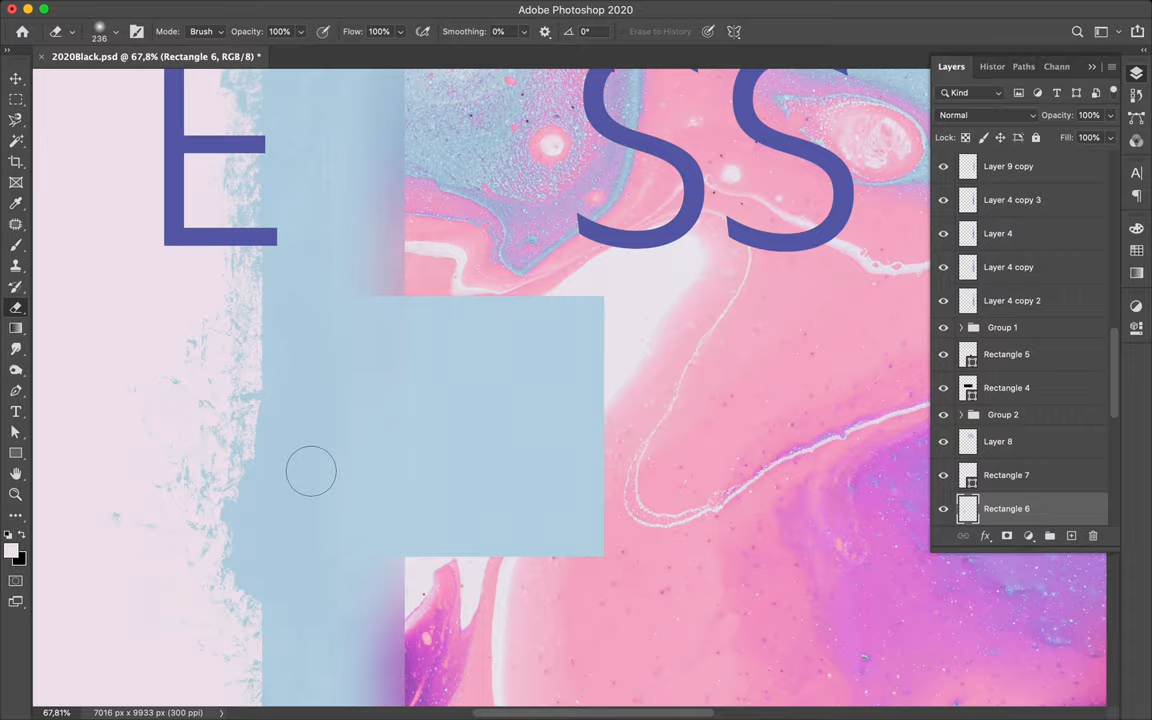 Adobe Photoshop 2020
236
Mode: Brush Opacity: 100% Flow: 100% Smoothing: 0% 0° Erase to History
2020Black.psd @ 67,8% (Rectangle 6, RGB/8) *
Layers Histor Paths Chann
Kind
Normal Opacity: 100%
Lock: Fill: 100%
Layer 9 copy
Layer 4 copy 3
Layer 4
Layer 4 copy
Layer 4 copy 2
Group 1
Rectangle 5
Rectangle 4
Group 2
Layer 8
Rectangle 7
Rectangle 6
fx
E SS
67,81% 7016 px x 9933 px (300 ppi)